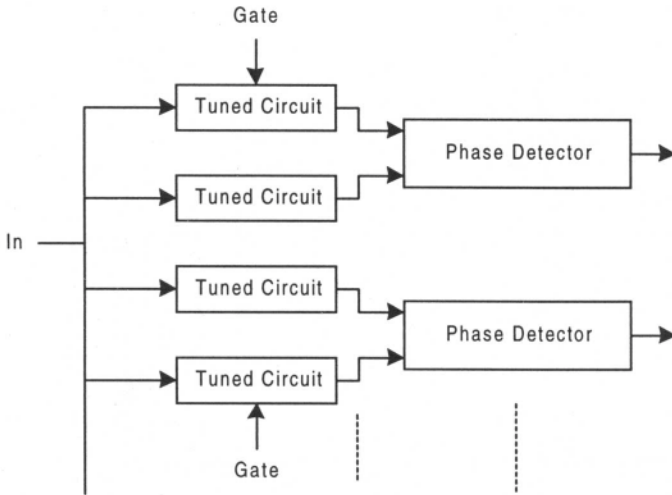 Gate
Tuned Circuit
Phase Detector
Tuned Circuit
In
Tuned Circuit
Phase Detector
Tuned Circuit
Gate